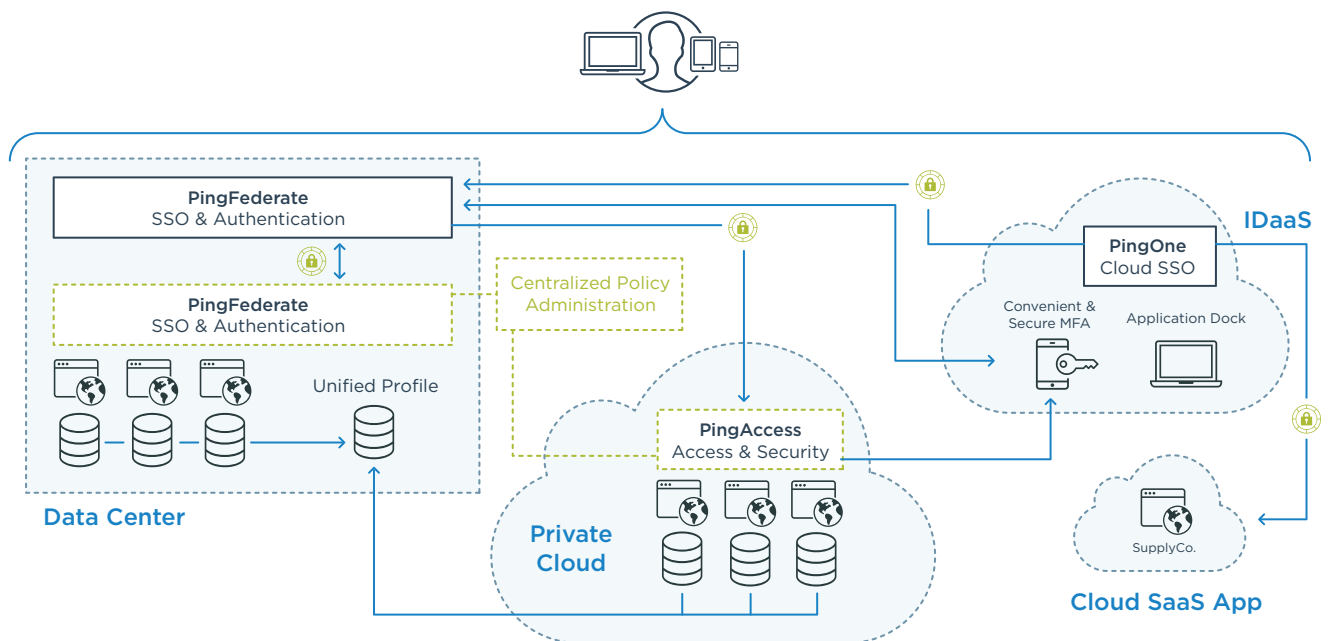 PingFederate
SSO & Authentication
PingFederate
SSO & Authentication
Unified Profile
Data Center
Centralized Policy
Administration
PingAccess
Access & Security
Private
Cloud
IDaaS
PingOne
Cloud SSO
Convenient &
Secure MFA
Application Dock
SupplyCo.
Cloud SaaS App